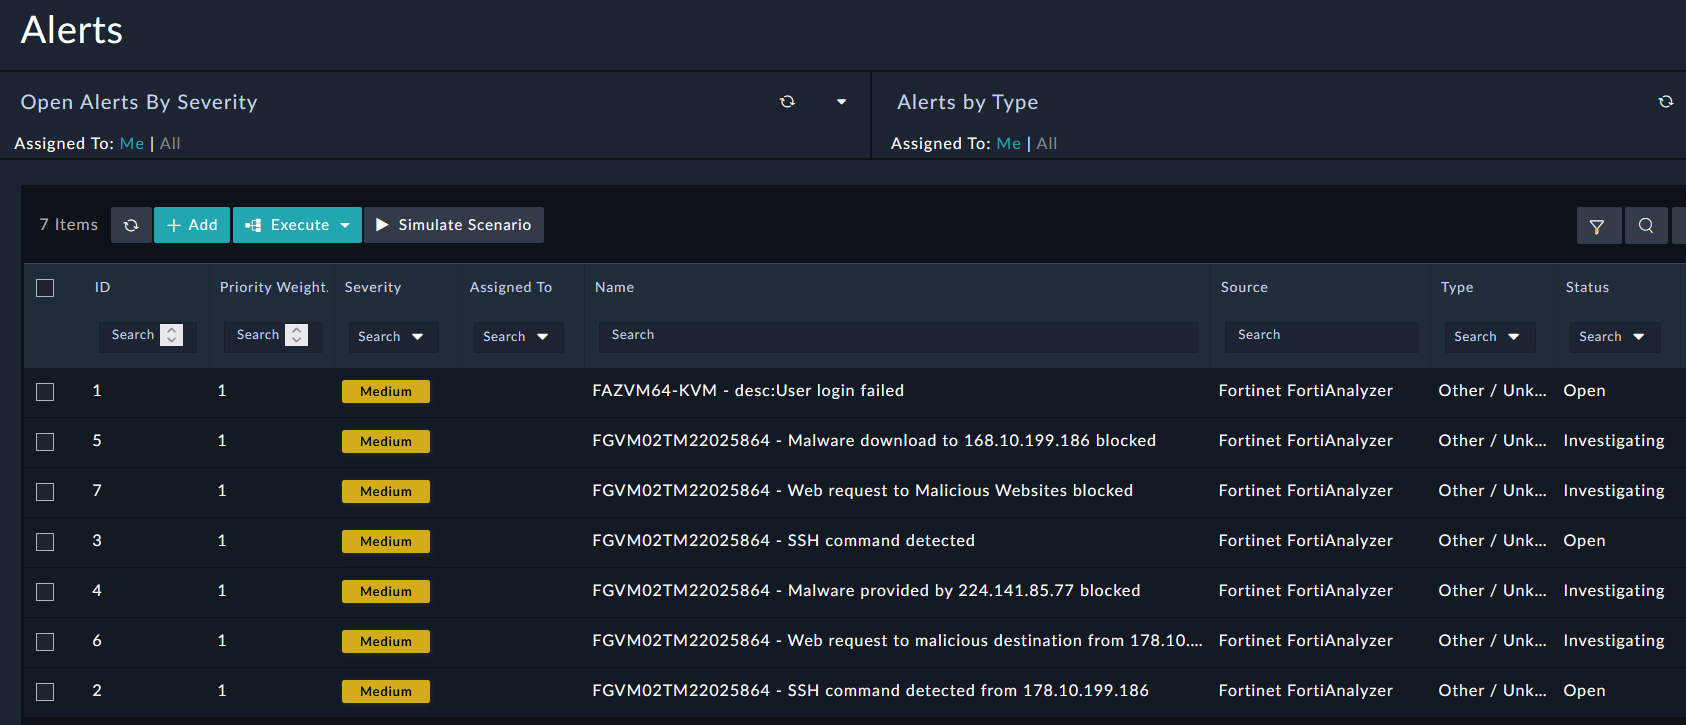 Alerts
Open Alerts By Severity
Assigned To: Me | All
Alerts by Type
Assigned To: Me | All
7 Items Add Execute Simulate Scenario
ID Priority Weight. Severity Assigned To Name Source Type Status
Search Search Search Search Search Search Search Search
1 1 Medium FAZVM64-KVM - desc:User login failed Fortinet FortiAnalyzer Other / Unk... Open
5 1 Medium FGVM02TM22025864 - Malware download to 168.10.199.186 blocked Fortinet FortiAnalyzer Other / Unk... Investigating
7 1 Medium FGVM02TM22025864 - Web request to Malicious Websites blocked Fortinet FortiAnalyzer Other / Unk... Investigating
3 1 Medium FGVM02TM22025864 - SSH command detected Fortinet FortiAnalyzer Other / Unk... Open
4 1 Medium FGVM02TM22025864 - Malware provided by 224.141.85.77 blocked Fortinet FortiAnalyzer Other / Unk... Investigating
6 1 Medium FGVM02TM22025864 - Web request to malicious destination from 178.10.... Fortinet FortiAnalyzer Other / Unk... Investigating
2 1 Medium FGVM02TM22025864 - SSH command detected from 178.10.199.186 Fortinet FortiAnalyzer Other / Unk... Open